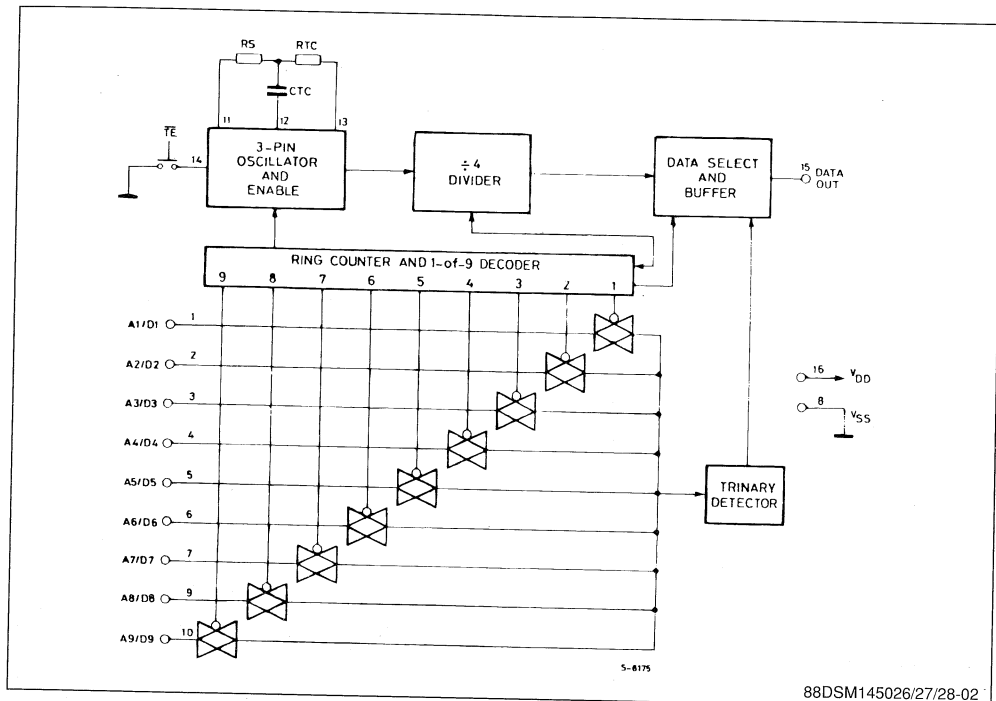 RS RTC
CTC
11 12 13
TE
14
3-PIN
OSCILLATOR
AND
ENABLE
÷4
DIVIDER
DATA SELECT
AND
BUFFER
15 DATA
OUT
RING COUNTER AND 1-of-9 DECODER
9 8 7 6 5 4 3 2 1
A1/D1 1
A2/D2 2
A3/D3 3
A4/D4 4
A5/D5 5
A6/D6 6
A7/D7 7
A8/D8 9
A9/D9 10
16 VDD
8 VSS
TRINARY
DETECTOR
S-6175
88DSM145026/27/28-02